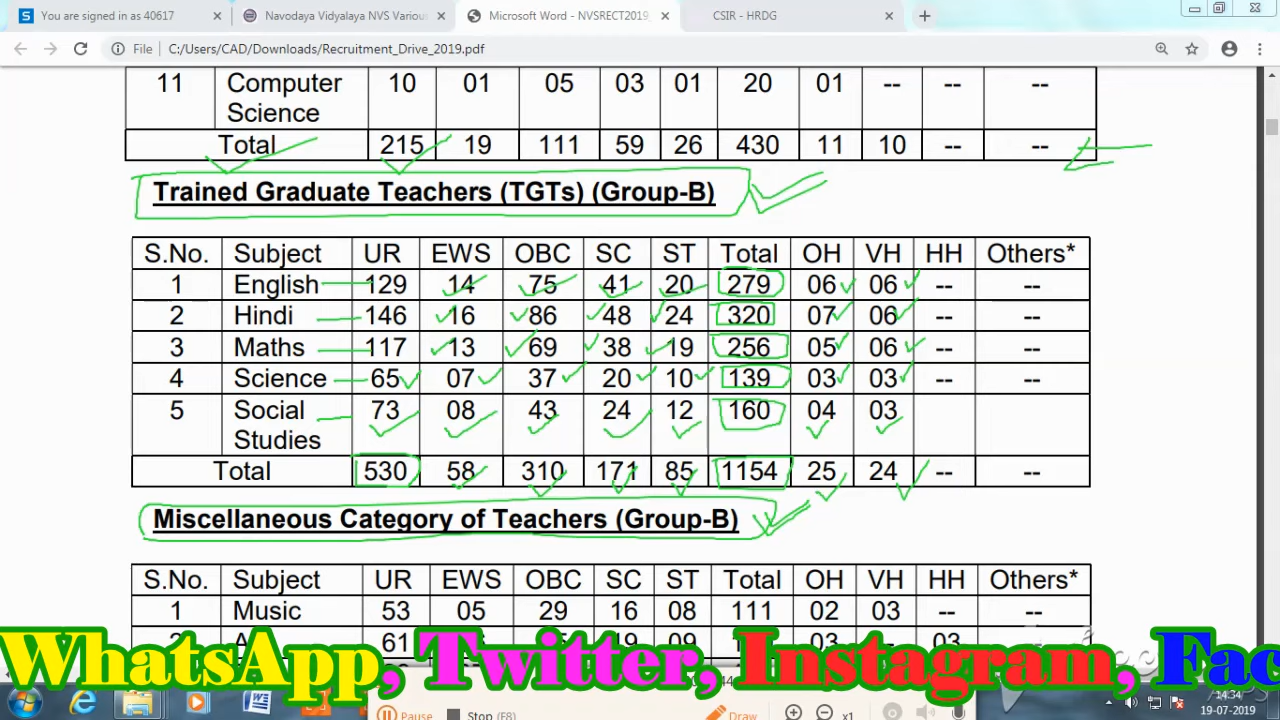 You are signed in as 40617 × Navodaya Vidyalaya NVS Variou × Microsoft Word - NVSRECT2019 × CSIR - HRDG × +
File C:/Users/CAD/Downloads/Recruitment_Drive_2019.pdf
11 Computer Science 10 01 05 03 01 20 01 -- -- --
Total 215 19 111 59 26 430 11 10 -- --
Trained Graduate Teachers (TGTs) (Group-B)
S.No. Subject UR EWS OBC SC ST Total OH VH HH Others*
1 English 129 14 75 41 20 279 06 06 -- --
2 Hindi 146 16 86 48 24 320 07 06 -- --
3 Maths 117 13 69 38 19 256 05 06 -- --
4 Science 65 07 37 20 10 139 03 03 -- --
5 Social Studies 73 08 43 24 12 160 04 03
Total 530 58 310 171 85 1154 25 24 -- --
Miscellaneous Category of Teachers (Group-B)
S.No. Subject UR EWS OBC SC ST Total OH VH HH Others*
1 Music 53 05 29 16 08 111 02 03 -- --
61 19 09 03 -- 03
WhatsApp, Twitter, Instagram, Fac
Pause Stop (F8) Draw x1
14:34
19-07-2019